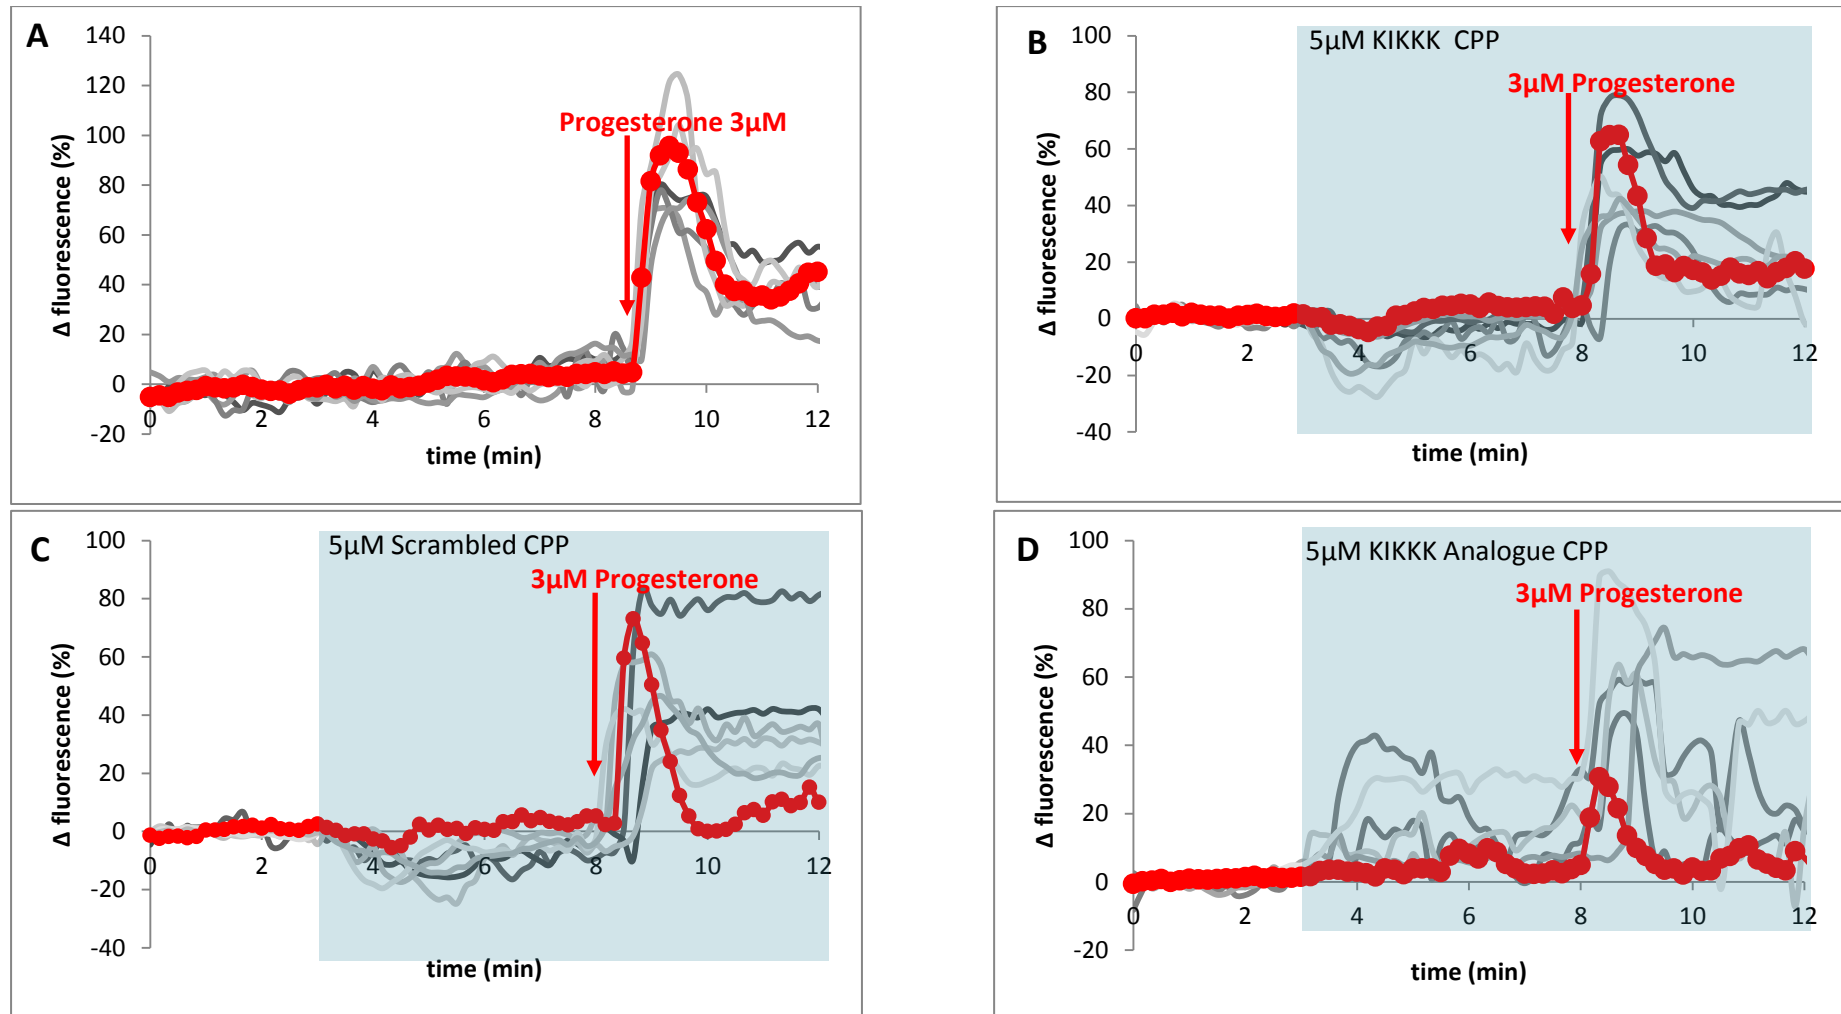 A
140
120
100
80
60
40
20
0
-20
Δ fluorescence (%)
Progesterone 3µM
0 2 4 6 8 10 12
time (min)
B
5µM KIKKK CPP
100
80
60
40
20
0
-20
-40
Δ fluorescence (%)
3µM Progesterone
0 2 4 6 8 10 12
time (min)
C
5µM Scrambled CPP
100
80
60
40
20
0
-20
-40
Δ fluorescence (%)
3µM Progesterone
0 2 4 6 8 10 12
time (min)
D
5µM KIKKK Analogue CPP
100
80
60
40
20
0
-20
Δ fluorescence (%)
3µM Progesterone
0 2 4 6 8 10 12
time (min)